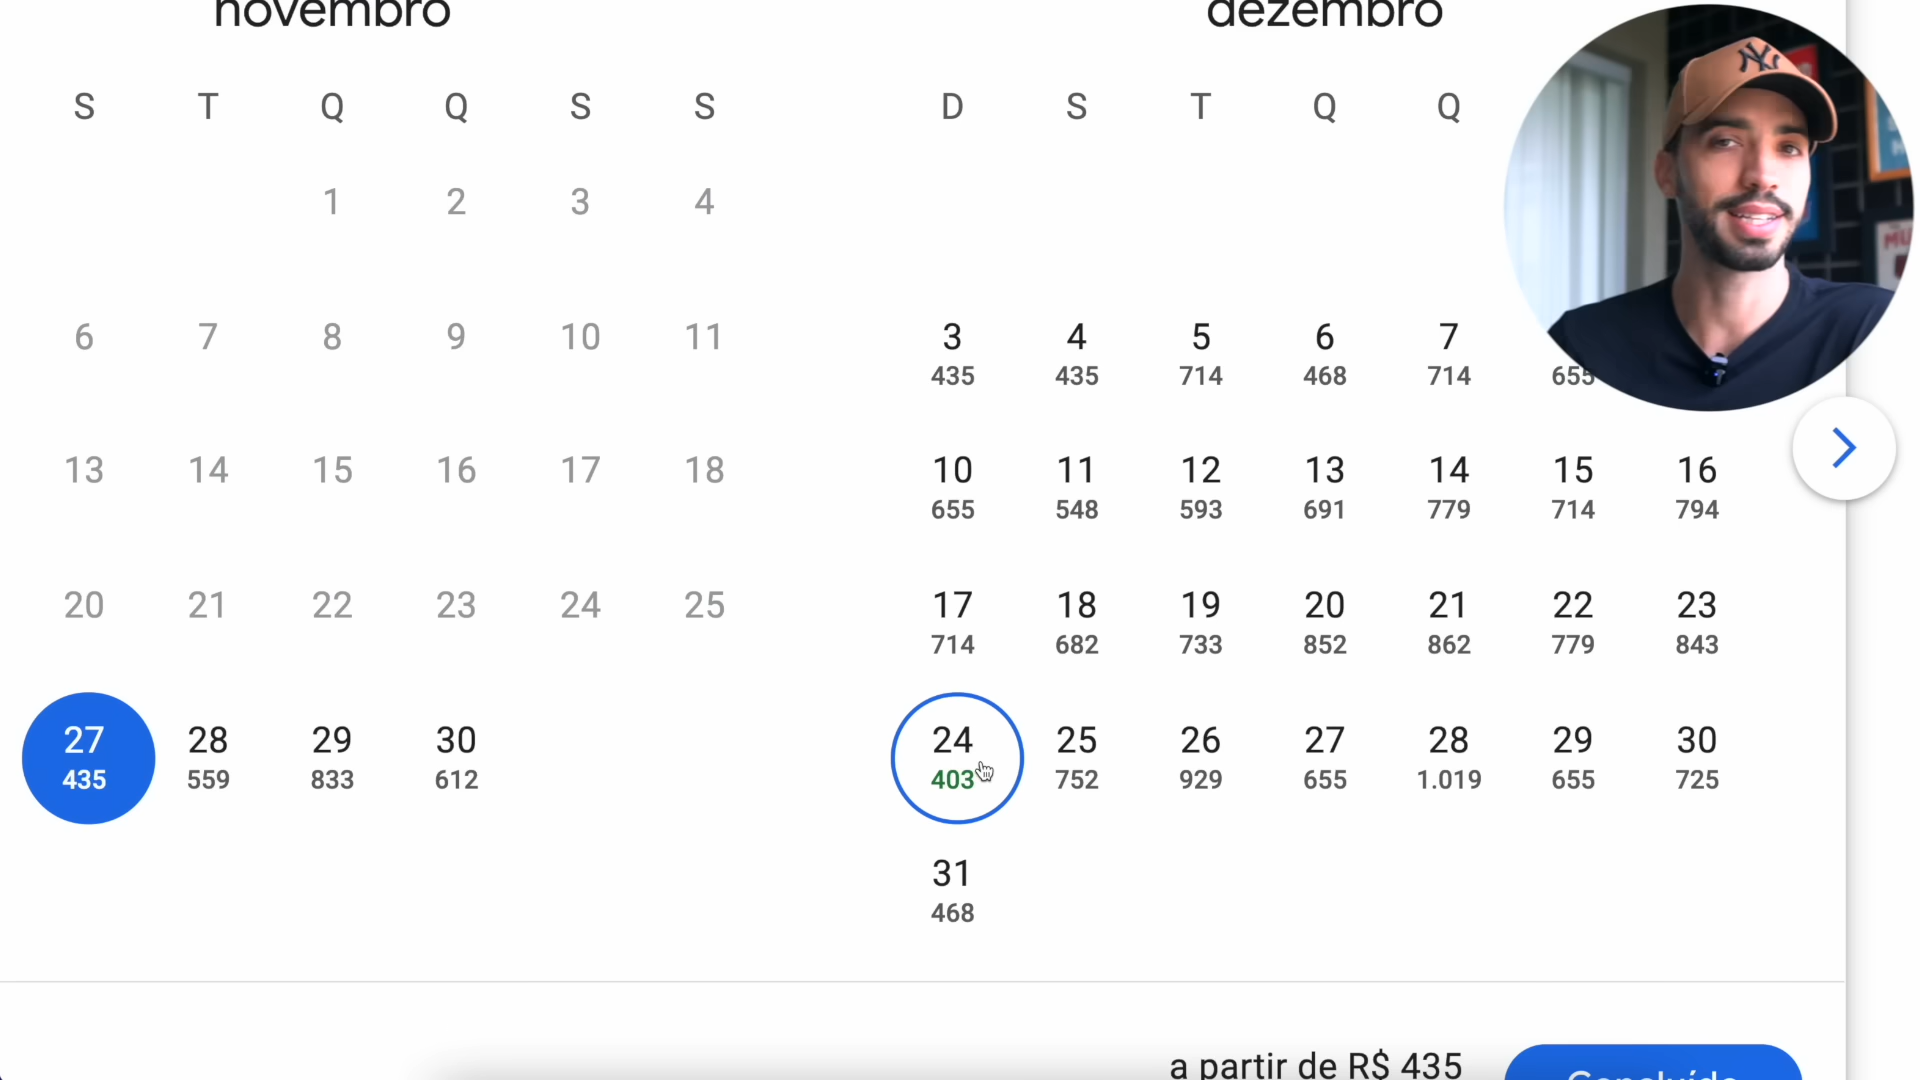 novembro
dezembro
S T Q Q S S
D S T Q Q
1 2 3 4
6 7 8 9 10 11
3 4 5 6 7
435 435 714 468 714 655
13 14 15 16 17 18
10 11 12 13 14 15 16
655 548 593 691 779 714 794
20 21 22 23 24 25
17 18 19 20 21 22 23
714 682 733 852 862 779 843
27 28 29 30
435 559 833 612
24 25 26 27 28 29 30
403 752 929 655 1.019 655 725
31
468
a partir de R$ 435
Concluído
NY
MU